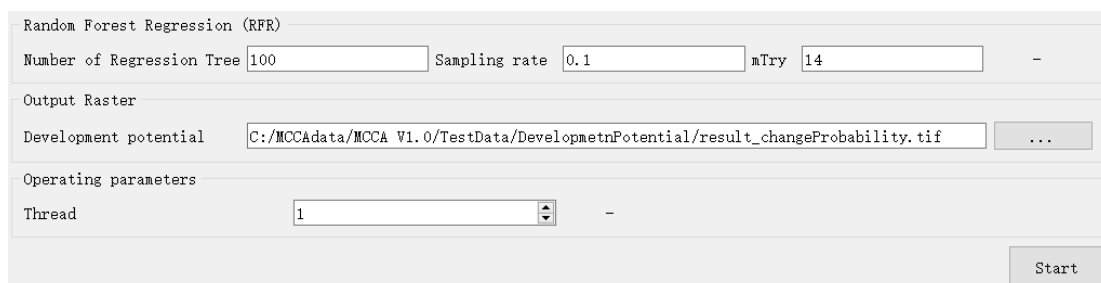 Random Forest Regression (RFR)
Number of Regression Tree 100 Sampling rate 0.1 mTry 14 -
Output Raster
Development potential C:/MCCAdata/MCCA V1.0/TestData/DevelopmetnPotential/result_changeProbability.tif ...
Operating parameters
Thread 1 -
Start